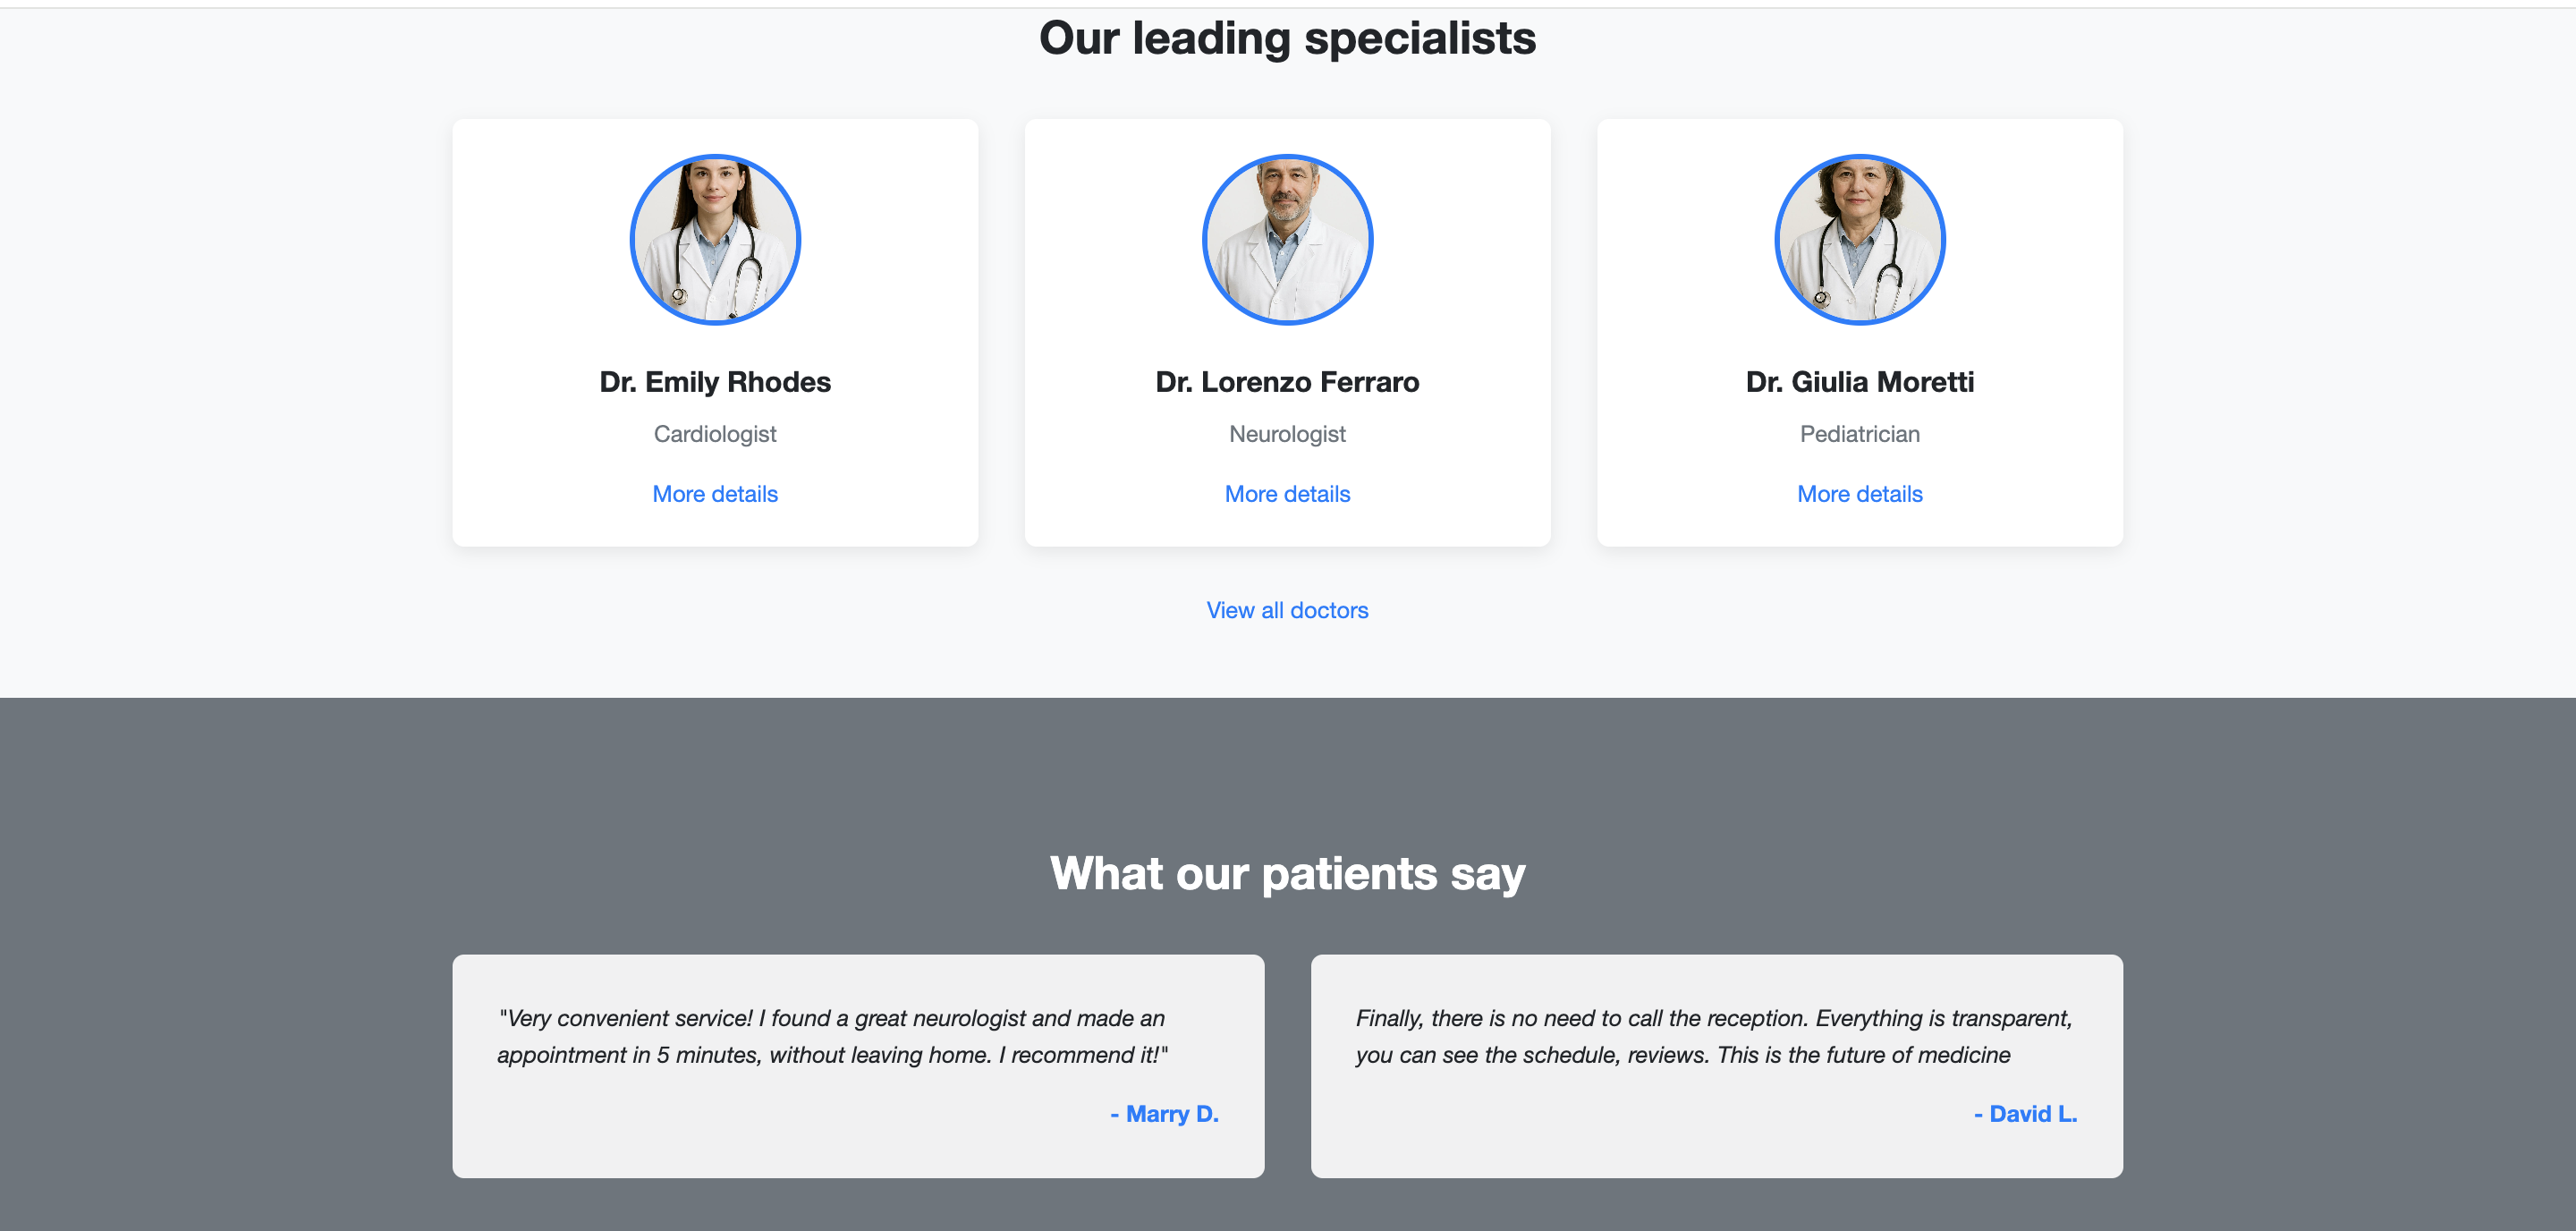 Our leading specialists
Dr. Emily Rhodes
Cardiologist
More details
Dr. Lorenzo Ferraro
Neurologist
More details
Dr. Giulia Moretti
Pediatrician
More details
View all doctors
What our patients say
"Very convenient service! I found a great neurologist and made an
appointment in 5 minutes, without leaving home. I recommend it!"
- Marry D.
Finally, there is no need to call the reception. Everything is transparent,
you can see the schedule, reviews. This is the future of medicine
- David L.